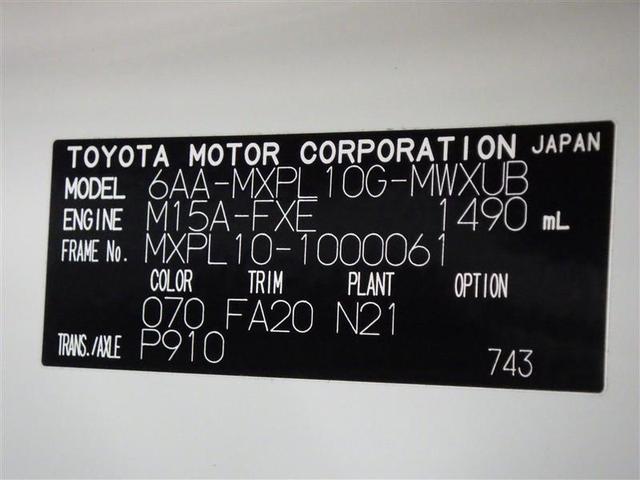 TOYOTA MOTOR CORPORATION JAPAN
MODEL 6AA-MXPL10G-MWXUB
ENGINE M15A-FXE 1490 mL
FRAME No. MXPL10-1000061
COLOR TRIM PLANT OPTION
070 FA20 N21
TRANS./AXLE P910 743